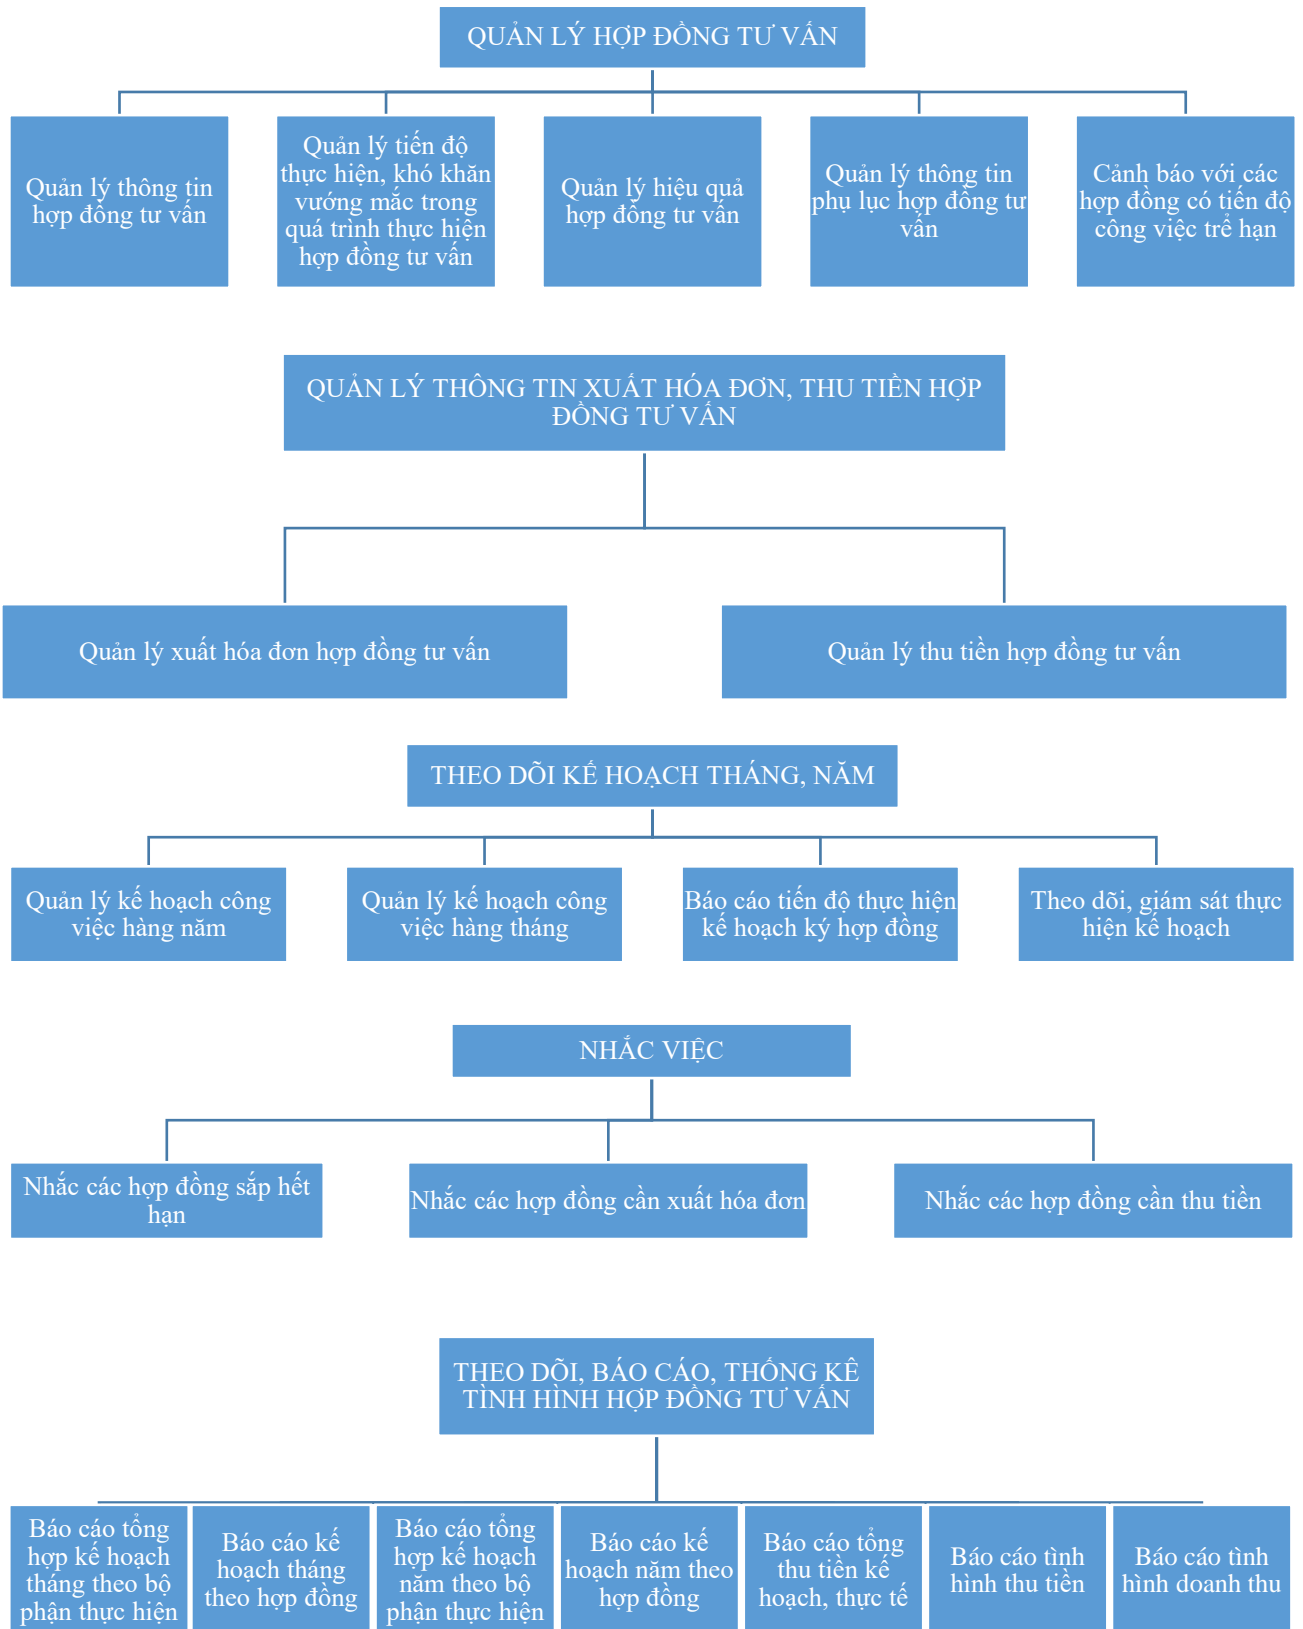 QUẢN LÝ HỢP ĐỒNG TƯ VẤN
Quản lý thông tin
hợp đồng tư vấn
Quản lý tiến độ
thực hiện, khó khăn
vướng mắc trong
quá trình thực hiện
hợp đồng tư vấn
Quản lý hiệu quả
hợp đồng tư vấn
Quản lý thông tin
phụ lục hợp đồng tư
vấn
Cảnh báo với các
hợp đồng có tiến độ
công việc trể hạn
QUẢN LÝ THÔNG TIN XUẤT HÓA ĐƠN, THU TIỀN HỢP
ĐỒNG TƯ VẤN
Quản lý xuất hóa đơn hợp đồng tư vấn
Quản lý thu tiền hợp đồng tư vấn
THEO DÕI KẾ HOẠCH THÁNG, NĂM
Quản lý kế hoạch công
việc hàng năm
Quản lý kế hoạch công
việc hàng tháng
Báo cáo tiến độ thực hiện
kế hoạch ký hợp đồng
Theo dõi, giám sát thực
hiện kế hoạch
NHẮC VIỆC
Nhắc các hợp đồng sắp hết
hạn
Nhắc các hợp đồng cần xuất hóa đơn
Nhắc các hợp đồng cần thu tiền
THEO DÕI, BÁO CÁO, THỐNG KÊ
TÌNH HÌNH HỢP ĐỒNG TƯ VẤN
Báo cáo tổng
hợp kế hoạch
tháng theo bộ
phận thực hiện
Báo cáo kế
hoạch tháng
theo hợp đồng
Báo cáo tổng
hợp kế hoạch
năm theo bộ
phận thực hiện
Báo cáo kế
hoạch năm theo
hợp đồng
Báo cáo tổng
thu tiền kế
hoạch, thực tế
Báo cáo tình
hình thu tiền
Báo cáo tình
hình doanh thu